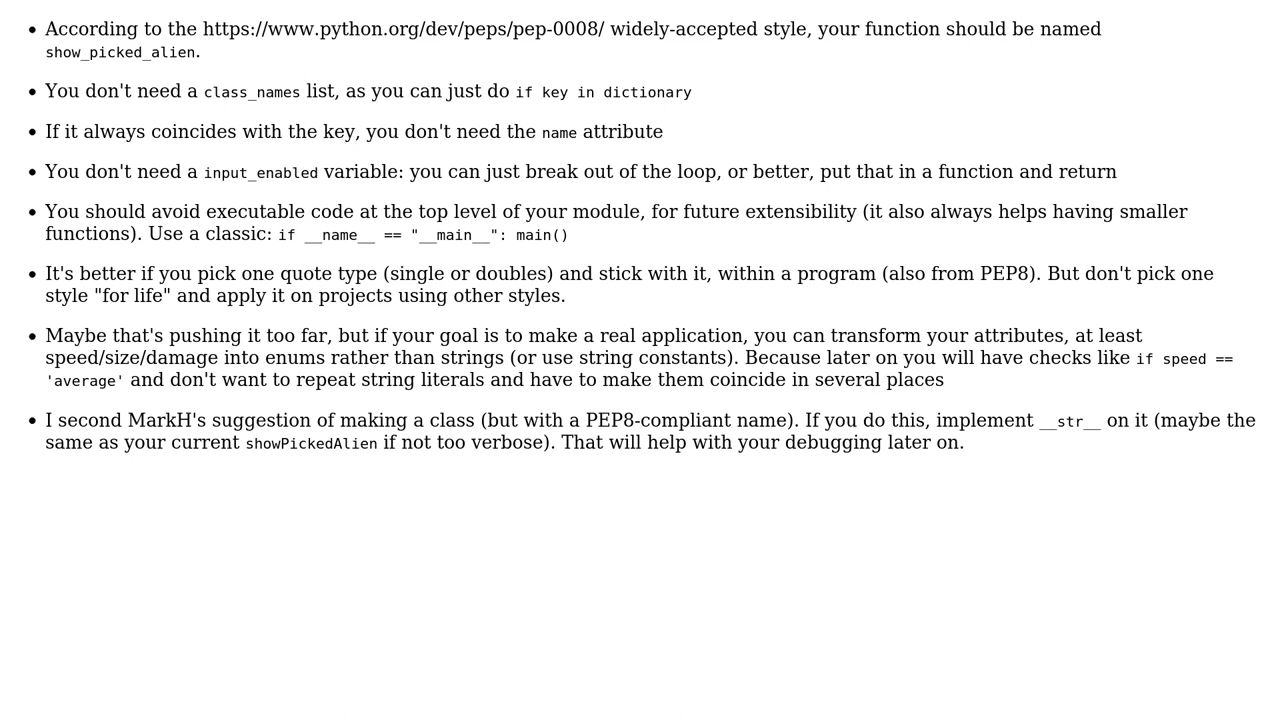 • According to the https://www.python.org/dev/peps/pep-0008/ widely-accepted style, your function should be named
show_picked_alien.
• You don't need a class_names list, as you can just do if key in dictionary
• If it always coincides with the key, you don't need the name attribute
• You don't need a input_enabled variable: you can just break out of the loop, or better, put that in a function and return
• You should avoid executable code at the top level of your module, for future extensibility (it also always helps having smaller
functions). Use a classic: if __name__ == "__main__": main()
• It's better if you pick one quote type (single or doubles) and stick with it, within a program (also from PEP8). But don't pick one
style "for life" and apply it on projects using other styles.
• Maybe that's pushing it too far, but if your goal is to make a real application, you can transform your attributes, at least
speed/size/damage into enums rather than strings (or use string constants). Because later on you will have checks like if speed ==
'average' and don't want to repeat string literals and have to make them coincide in several places
• I second MarkH's suggestion of making a class (but with a PEP8-compliant name). If you do this, implement __str__ on it (maybe the
same as your current showPickedAlien if not too verbose). That will help with your debugging later on.